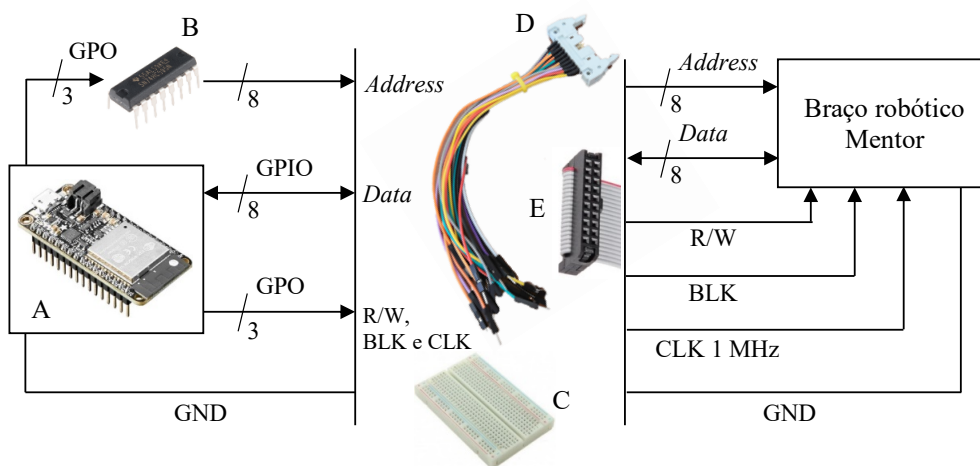 B
GPO
3
8
Address
GPIO
8
Data
A
GPO
3
R/W,
BLK e CLK
GND
D
E
C
Address
8
Data
8
Braço robótico
Mentor
R/W
BLK
CLK 1 MHz
GND